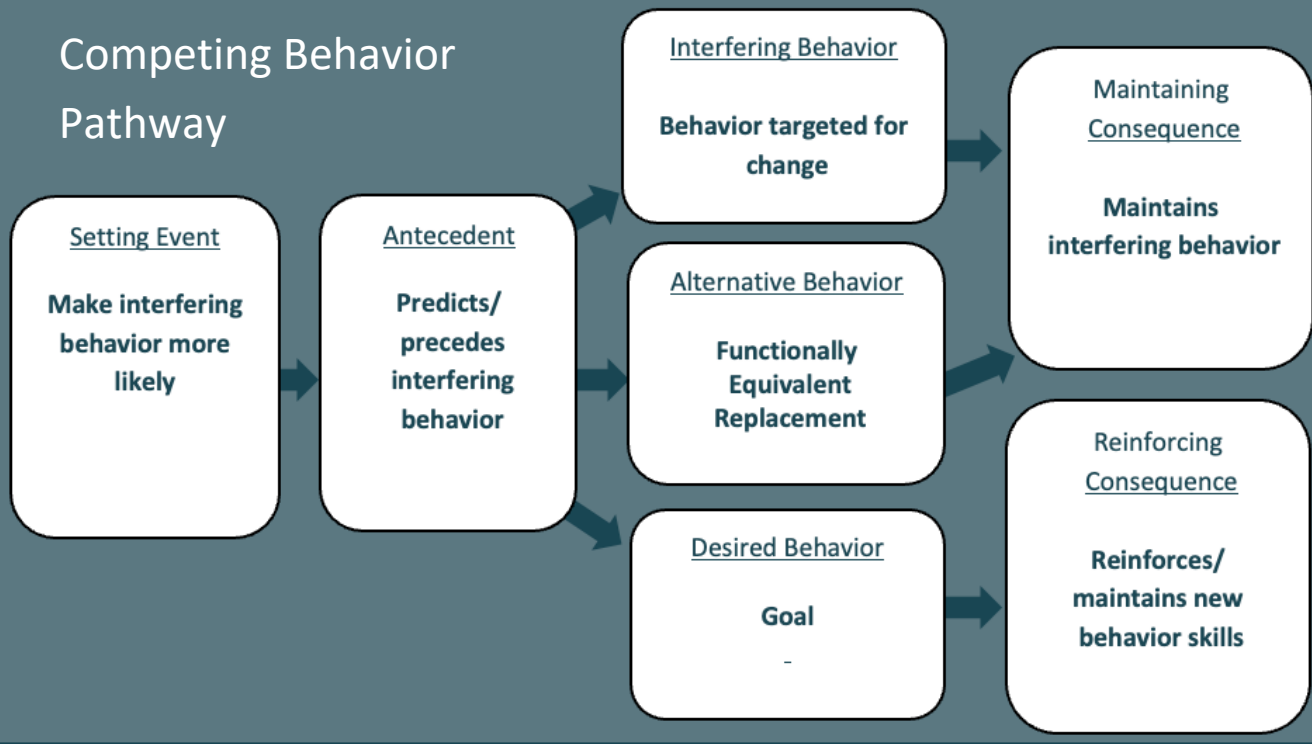 Competing Behavior
Pathway
Setting Event
Make interfering
behavior more
likely
Antecedent
Predicts/
precedes
interfering
behavior
Interfering Behavior
Behavior targeted for
change
Alternative Behavior
Functionally
Equivalent
Replacement
Desired Behavior
Goal
-
Maintaining
Consequence
Maintains
interfering behavior
Reinforcing
Consequence
Reinforces/
maintains new
behavior skills